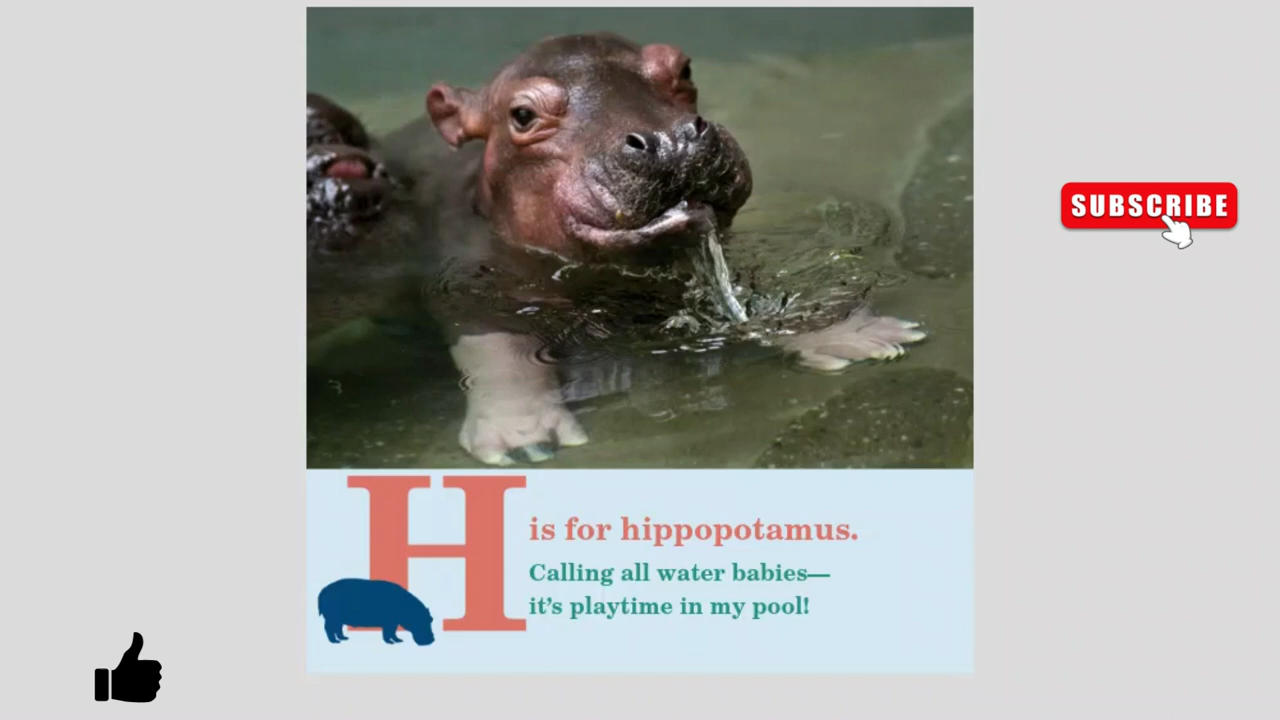 SUBSCRIBE
H is for hippopotamus.
Calling all water babies—
it's playtime in my pool!